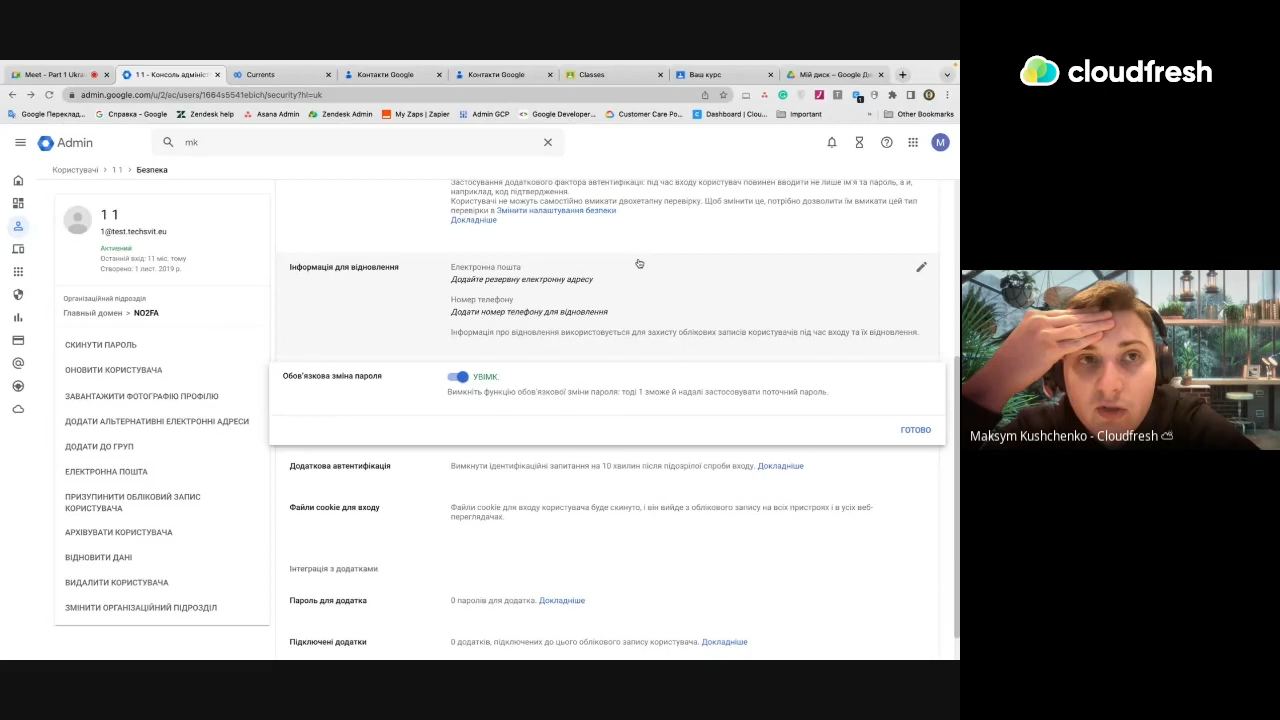 Meet - Part 1 Ukra
1 1 - Консоль адмініст
Currents
Контакти Google
Контакти Google
Classes
Ваш курс
Мій диск – Google Ди
admin.google.com/u/2/ac/users/1664s5541ebich/security?hl=uk
Google Переклад...
Справка - Google
Zendesk help
Asana Admin
Zendesk Admin
My Zaps | Zapier
Admin GCP
Google Developer...
Customer Care Po...
Dashboard | Clou...
Important
»
Other Bookmarks
Admin
mk
M
Користувачі > 1 1 > Безпека
1 1
1@test.techsvit.eu
Активний
Останній вхід: 11 міс. тому
Створено: 1 лист. 2019 р.
Організаційний підрозділ
Главный домен > NO2FA
СКИНУТИ ПАРОЛЬ
ОНОВИТИ КОРИСТУВАЧА
ЗАВАНТАЖИТИ ФОТОГРАФІЮ ПРОФІЛЮ
ДОДАТИ АЛЬТЕРНАТИВНІ ЕЛЕКТРОННІ АДРЕСИ
ДОДАТИ ДО ГРУП
ЕЛЕКТРОННА ПОШТА
ПРИЗУПИНИТИ ОБЛІКОВИЙ ЗАПИС
КОРИСТУВАЧА
АРХІВУВАТИ КОРИСТУВАЧА
ВІДНОВИТИ ДАНІ
ВИДАЛИТИ КОРИСТУВАЧА
ЗМІНИТИ ОРГАНІЗАЦІЙНИЙ ПІДРОЗДІЛ
Застосування додаткового фактора автентифікації: під час входу користувач повинен вводити не лише ім'я та пароль, а й,
наприклад, код підтвердження.
Користувачі не можуть самостійно вмикати двохетапну перевірку. Щоб змінити це, потрібно дозволити їм вмикати цей тип
перевірки в Змінити налаштування безпеки
Докладніше
Інформація для відновлення
Електронна пошта
Додайте резервну електронну адресу
Номер телефону
Додати номер телефону для відновлення
Інформація про відновлення використовується для захисту облікових записів користувачів під час входу та їх відновлення.
Обов'язкова зміна пароля
УВІМК.
Вимкніть функцію обов'язкової зміни пароля: тоді 1 зможе й надалі застосовувати поточний пароль.
ГОТОВО
Додаткова автентифікація
Вимкнути ідентифікаційні запитання на 10 хвилин після підозрілої спроби входу. Докладніше
Файли cookie для входу
Файли cookie для входу користувача буде скинуто, і він вийде з облікового запису на всіх пристроях і в усіх веб-
переглядачах.
Інтеграція з додатками
Пароль для додатка
0 паролів для додатка. Докладніше
Підключені додатки
0 додатків, підключених до цього облікового запису користувача. Докладніше
cloudfresh
Maksym Kushchenko - Cloudfresh